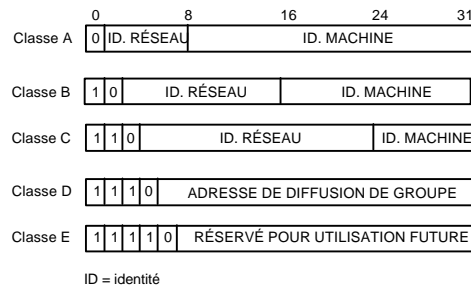 0 8 16 24 31
Classe A 0 ID. RÉSEAU ID. MACHINE
Classe B 1 0 ID. RÉSEAU ID. MACHINE
Classe C 1 1 0 ID. RÉSEAU ID. MACHINE
Classe D 1 1 1 0 ADRESSE DE DIFFUSION DE GROUPE
Classe E 1 1 1 1 0 RÉSERVÉ POUR UTILISATION FUTURE
ID = identité